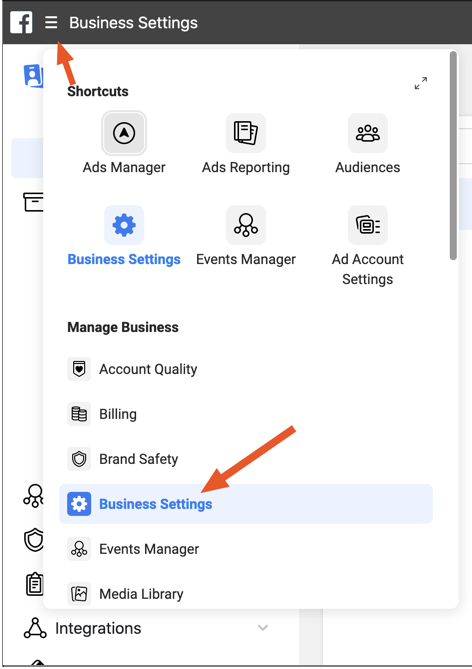 Business Settings
Shortcuts
Ads Manager
Ads Reporting
Audiences
Business Settings
Events Manager
Ad Account
Settings
Manage Business
Account Quality
Billing
Brand Safety
Business Settings
Events Manager
Media Library
Integrations